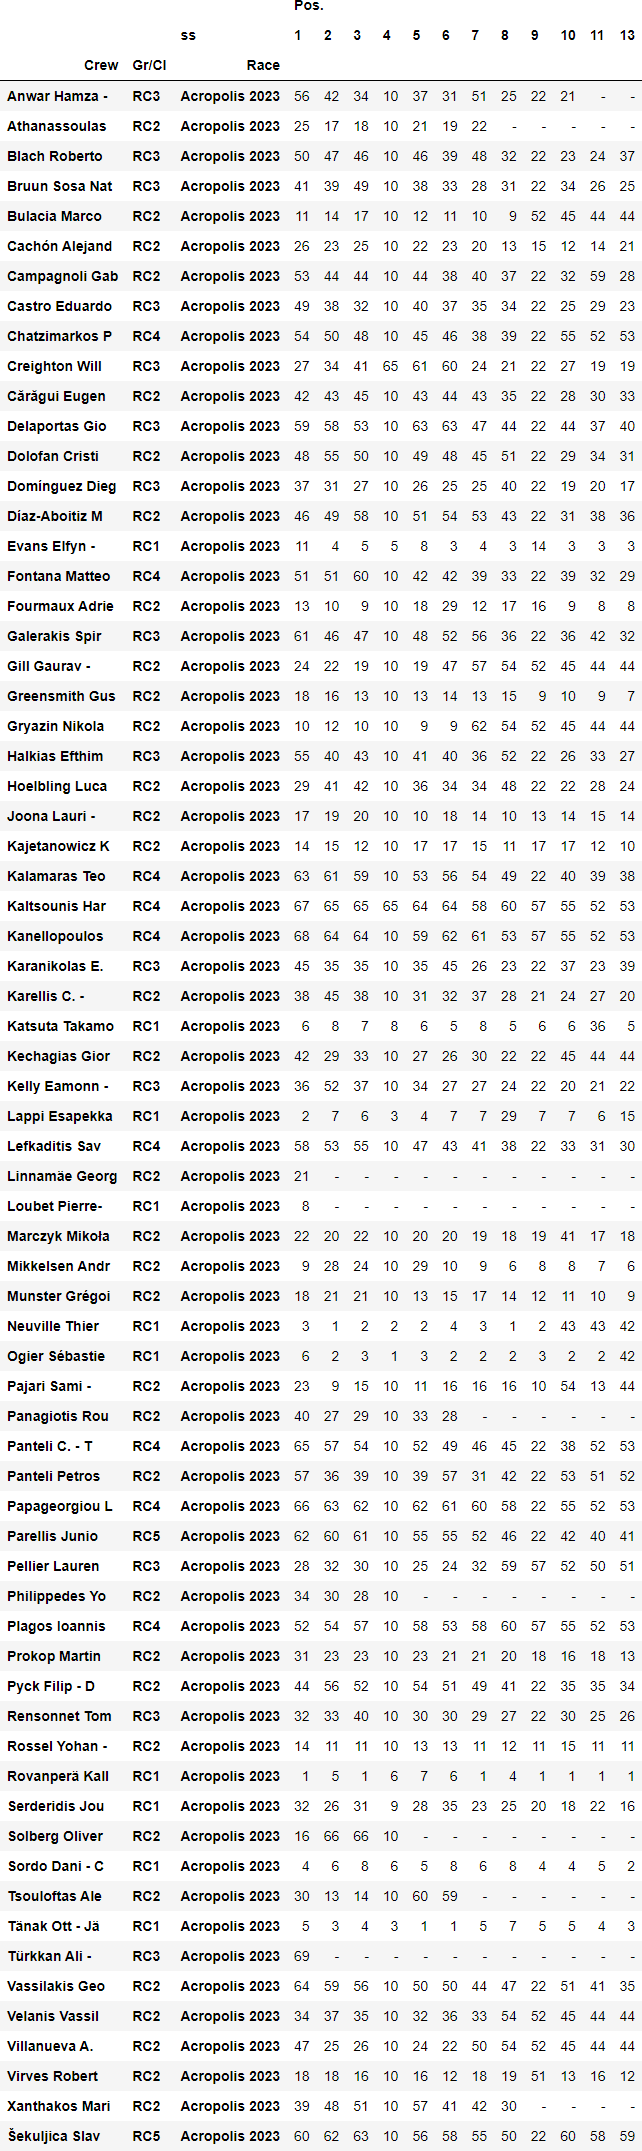 Pos.
ss 1 2 3 4 5 6 7 8 9 10 11 13
Crew Gr/Cl Race
Anwar Hamza - RC3 Acropolis 2023 56 42 34 10 37 31 51 25 22 21 - -
Athanassoulas RC2 Acropolis 2023 25 17 18 10 21 19 22 - - - - -
Blach Roberto RC3 Acropolis 2023 50 47 46 10 46 39 48 32 22 23 24 37
Bruun Sosa Nat RC3 Acropolis 2023 41 39 49 10 38 33 28 31 22 34 26 25
Bulacia Marco RC2 Acropolis 2023 11 14 17 10 12 11 10 9 52 45 44 44
Cachón Alejand RC2 Acropolis 2023 26 23 25 10 22 23 20 13 15 12 14 21
Campagnoli Gab RC2 Acropolis 2023 53 44 44 10 44 38 40 37 22 32 59 28
Castro Eduardo RC3 Acropolis 2023 49 38 32 10 40 37 35 34 22 25 29 23
Chatzimarkos P RC4 Acropolis 2023 54 50 48 10 45 46 38 39 22 55 52 53
Creighton Will RC3 Acropolis 2023 27 34 41 65 61 60 24 21 22 27 19 19
Cărăgui Eugen RC2 Acropolis 2023 42 43 45 10 43 44 43 35 22 28 30 33
Delaportas Gio RC3 Acropolis 2023 59 58 53 10 63 63 47 44 22 44 37 40
Dolofan Cristi RC2 Acropolis 2023 48 55 50 10 49 48 45 51 22 29 34 31
Domínguez Dieg RC3 Acropolis 2023 37 31 27 10 26 25 25 40 22 19 20 17
Díaz-Aboitiz M RC2 Acropolis 2023 46 49 58 10 51 54 53 43 22 31 38 36
Evans Elfyn - RC1 Acropolis 2023 11 4 5 5 8 3 4 3 14 3 3 3
Fontana Matteo RC4 Acropolis 2023 51 51 60 10 42 42 39 33 22 39 32 29
Fourmaux Adrie RC2 Acropolis 2023 13 10 9 10 18 29 12 17 16 9 8 8
Galerakis Spir RC3 Acropolis 2023 61 46 47 10 48 52 56 36 22 36 42 32
Gill Gaurav - RC2 Acropolis 2023 24 22 19 10 19 47 57 54 52 45 44 44
Greensmith Gus RC2 Acropolis 2023 18 16 13 10 13 14 13 15 9 10 9 7
Gryazin Nikola RC2 Acropolis 2023 10 12 10 10 9 9 62 54 52 45 44 44
Halkias Efthim RC3 Acropolis 2023 55 40 43 10 41 40 36 52 22 26 33 27
Hoelbling Luca RC2 Acropolis 2023 29 41 42 10 36 34 34 48 22 22 28 24
Joona Lauri - RC2 Acropolis 2023 17 19 20 10 10 18 14 10 13 14 15 14
Kajetanowicz K RC2 Acropolis 2023 14 15 12 10 17 17 15 11 17 17 12 10
Kalamaras Teo RC4 Acropolis 2023 63 61 59 10 53 56 54 49 22 40 39 38
Kaltsounis Har RC4 Acropolis 2023 67 65 65 65 64 64 58 60 57 55 52 53
Kanellopoulos RC4 Acropolis 2023 68 64 64 10 59 62 61 53 57 55 52 53
Karanikolas E. RC3 Acropolis 2023 45 35 35 10 35 45 26 23 22 37 23 39
Karellis C. - RC2 Acropolis 2023 38 45 38 10 31 32 37 28 21 24 27 20
Katsuta Takamo RC1 Acropolis 2023 6 8 7 8 6 5 8 5 6 6 36 5
Kechagias Gior RC2 Acropolis 2023 42 29 33 10 27 26 30 22 22 45 44 44
Kelly Eamonn - RC3 Acropolis 2023 36 52 37 10 34 27 27 24 22 20 21 22
Lappi Esapekka RC1 Acropolis 2023 2 7 6 3 4 7 7 29 7 7 6 15
Lefkaditis Sav RC4 Acropolis 2023 58 53 55 10 47 43 41 38 22 33 31 30
Linnamäe Georg RC2 Acropolis 2023 21 - - - - - - - - - - -
Loubet Pierre- RC1 Acropolis 2023 8 - - - - - - - - - - -
Marczyk Mikoła RC2 Acropolis 2023 22 20 22 10 20 20 19 18 19 41 17 18
Mikkelsen Andr RC2 Acropolis 2023 9 28 24 10 29 10 9 6 8 8 7 6
Munster Grégoi RC2 Acropolis 2023 18 21 21 10 13 15 17 14 12 11 10 9
Neuville Thier RC1 Acropolis 2023 3 1 2 2 2 4 3 1 2 43 43 42
Ogier Sébastie RC1 Acropolis 2023 6 2 3 1 3 2 2 2 3 2 2 42
Pajari Sami - RC2 Acropolis 2023 23 9 15 10 11 16 16 16 10 54 13 44
Panagiotis Rou RC2 Acropolis 2023 40 27 29 10 33 28 - - - - - -
Panteli C. - T RC4 Acropolis 2023 65 57 54 10 52 49 46 45 22 38 52 53
Panteli Petros RC2 Acropolis 2023 57 36 39 10 39 57 31 42 22 53 51 52
Papageorgiou L RC4 Acropolis 2023 66 63 62 10 62 61 60 58 22 55 52 53
Parellis Junio RC5 Acropolis 2023 62 60 61 10 55 55 52 46 22 42 40 41
Pellier Lauren RC3 Acropolis 2023 28 32 30 10 25 24 32 59 57 52 50 51
Philippedes Yo RC2 Acropolis 2023 34 30 28 10 - - - - - - - -
Plagos Ioannis RC4 Acropolis 2023 52 54 57 10 58 53 58 60 57 55 52 53
Prokop Martin RC2 Acropolis 2023 31 23 23 10 23 21 21 20 18 16 18 13
Pyck Filip - D RC2 Acropolis 2023 44 56 52 10 54 51 49 41 22 35 35 34
Rensonnet Tom RC3 Acropolis 2023 32 33 40 10 30 30 29 27 22 30 25 26
Rossel Yohan - RC2 Acropolis 2023 14 11 11 10 13 13 11 12 11 15 11 11
Rovanperä Kall RC1 Acropolis 2023 1 5 1 6 7 6 1 4 1 1 1 1
Serderidis Jou RC1 Acropolis 2023 32 26 31 9 28 35 23 25 20 18 22 16
Solberg Oliver RC2 Acropolis 2023 16 66 66 10 - - - - - - - -
Sordo Dani - C RC1 Acropolis 2023 4 6 8 6 5 8 6 8 4 4 5 2
Tsouloftas Ale RC2 Acropolis 2023 30 13 14 10 60 59 - - - - - -
Tänak Ott - Jä RC1 Acropolis 2023 5 3 4 3 1 1 5 7 5 5 4 3
Türkkan Ali - RC3 Acropolis 2023 69 - - - - - - - - - - -
Vassilakis Geo RC2 Acropolis 2023 64 59 56 10 50 50 44 47 22 51 41 35
Velanis Vassil RC2 Acropolis 2023 34 37 35 10 32 36 33 54 52 45 44 44
Villanueva A. RC2 Acropolis 2023 47 25 26 10 24 22 50 54 52 45 44 44
Virves Robert RC2 Acropolis 2023 18 18 16 10 16 12 18 19 51 13 16 12
Xanthakos Mari RC2 Acropolis 2023 39 48 51 10 57 41 42 30 - - - -
Šekuljica Slav RC5 Acropolis 2023 60 62 63 10 56 58 55 50 22 60 58 59